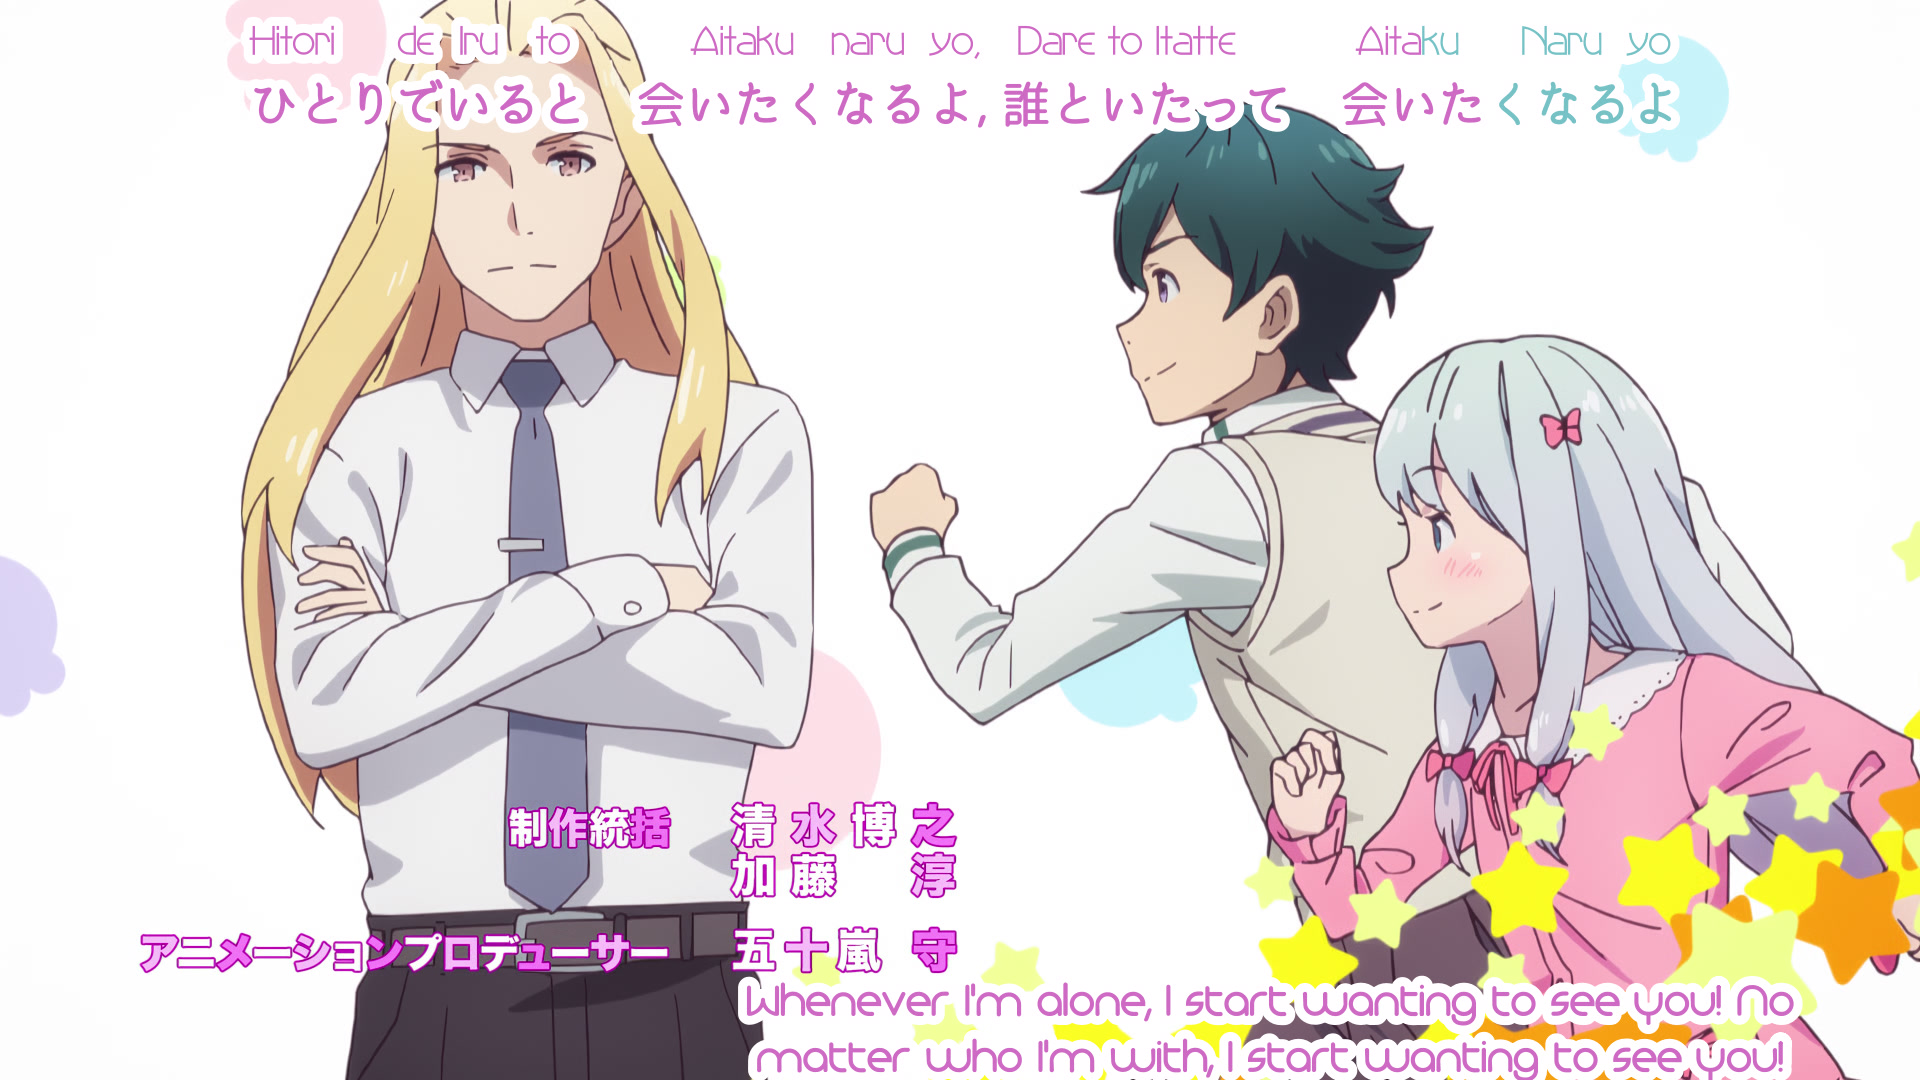 Hitori de Iru to Aitaku naru yo, Dare to Itatte Aitaku Naru yo
ひとりでいると 会いたくなるよ, 誰といたって 会いたくなるよ
制作統括 清水博之
加藤 淳
アニメーションプロデューサー 五十嵐 守
Whenever I'm alone, I start wanting to see you! No
matter who I'm with, I start wanting to see you!